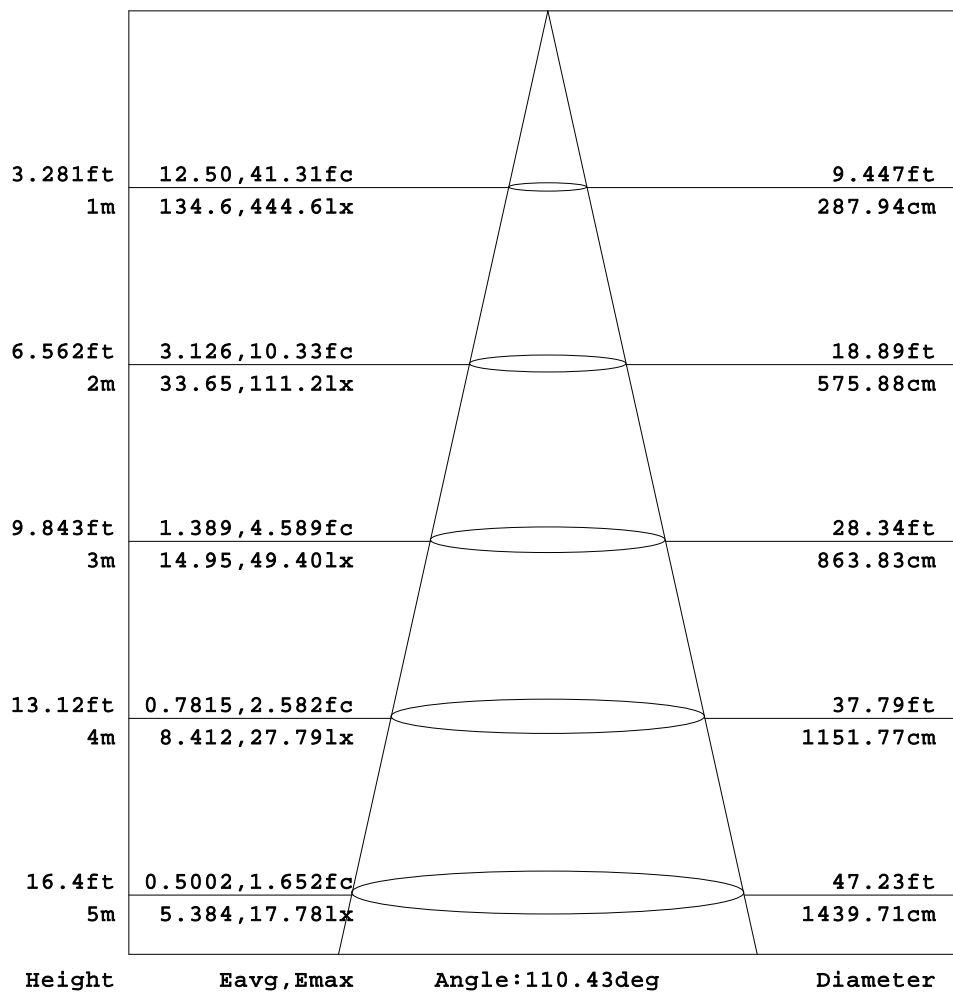 3.281ft 12.50,41.31fc 9.447ft
1m 134.6,444.6lx 287.94cm
6.562ft 3.126,10.33fc 18.89ft
2m 33.65,111.2lx 575.88cm
9.843ft 1.389,4.589fc 28.34ft
3m 14.95,49.40lx 863.83cm
13.12ft 0.7815,2.582fc 37.79ft
4m 8.412,27.79lx 1151.77cm
16.4ft 0.5002,1.652fc 47.23ft
5m 5.384,17.78lx 1439.71cm
Height Eavg,Emax Angle:110.43deg Diameter